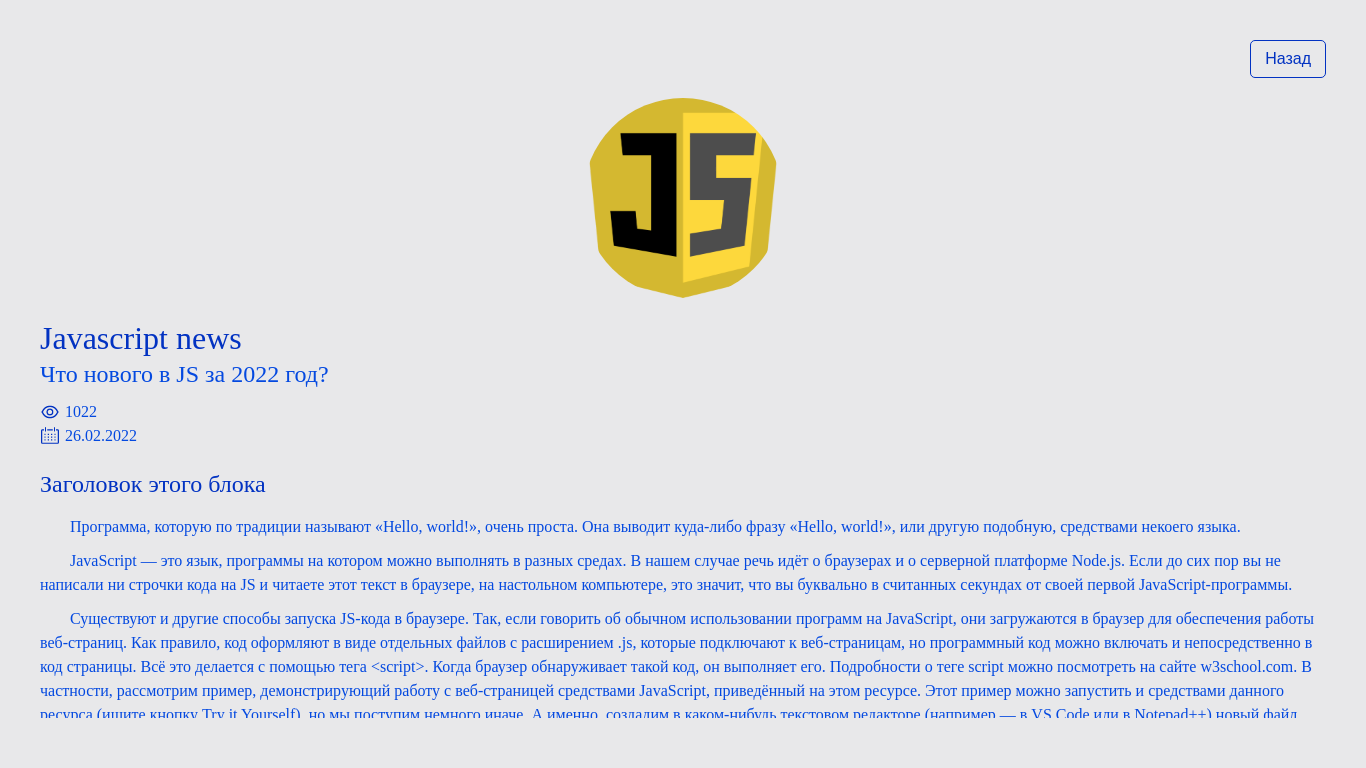 Назад
JS
Javascript news
Что нового в JS за 2022 год?
1022
26.02.2022
Заголовок этого блока
Программа, которую по традиции называют «Hello, world!», очень проста. Она выводит куда-либо фразу «Hello, world!», или другую подобную, средствами некоего языка.
JavaScript — это язык, программы на котором можно выполнять в разных средах. В нашем случае речь идёт о браузерах и о серверной платформе Node.js. Если до сих пор вы не
написали ни строчки кода на JS и читаете этот текст в браузере, на настольном компьютере, это значит, что вы буквально в считанных секундах от своей первой JavaScript-программы.
Существуют и другие способы запуска JS-кода в браузере. Так, если говорить об обычном использовании программ на JavaScript, они загружаются в браузер для обеспечения работы
веб-страниц. Как правило, код оформляют в виде отдельных файлов с расширением .js, которые подключают к веб-страницам, но программный код можно включать и непосредственно в
код страницы. Всё это делается с помощью тега <script>. Когда браузер обнаруживает такой код, он выполняет его. Подробности о теге script можно посмотреть на сайте w3school.com. В
частности, рассмотрим пример, демонстрирующий работу с веб-страницей средствами JavaScript, приведённый на этом ресурсе. Этот пример можно запустить и средствами данного
ресурса (ищите кнопку Try it Yourself), но мы поступим немного иначе. А именно, создадим в каком-нибудь текстовом редакторе (например — в VS Code или в Notepad++) новый файл,